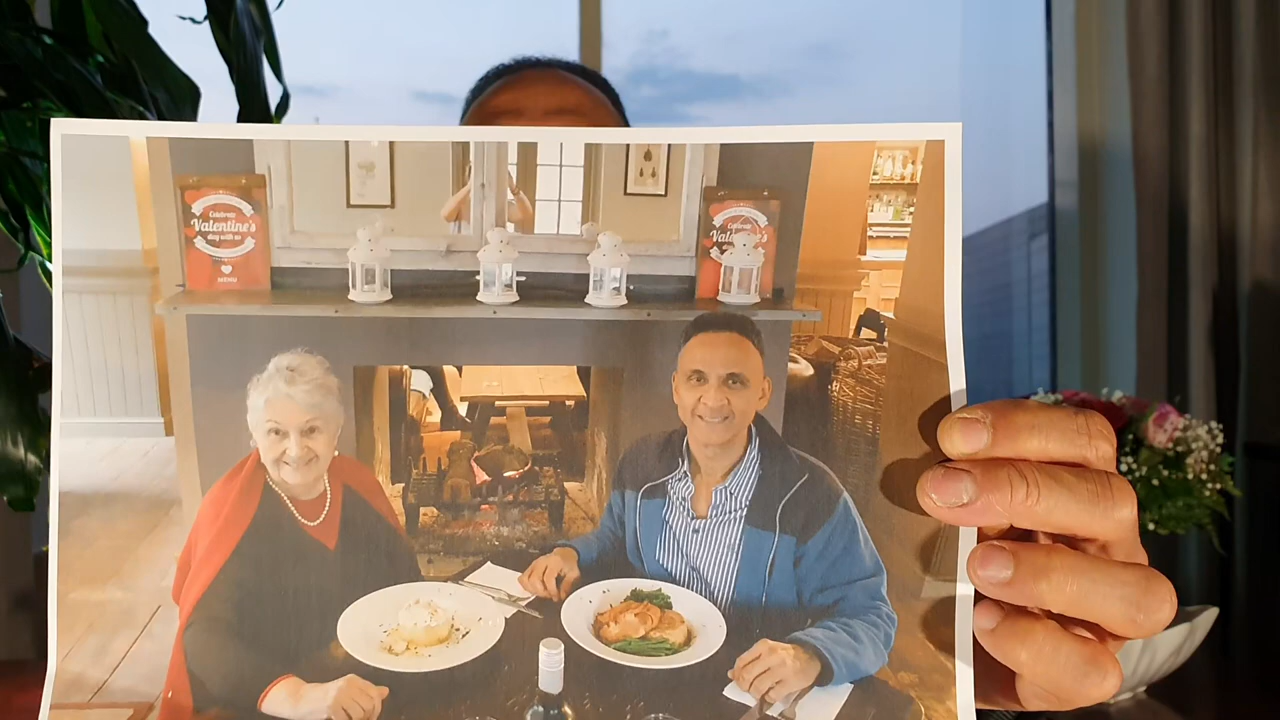 Celebrate
Valentine's
day with us
MENU
Celebrate
Valentine's